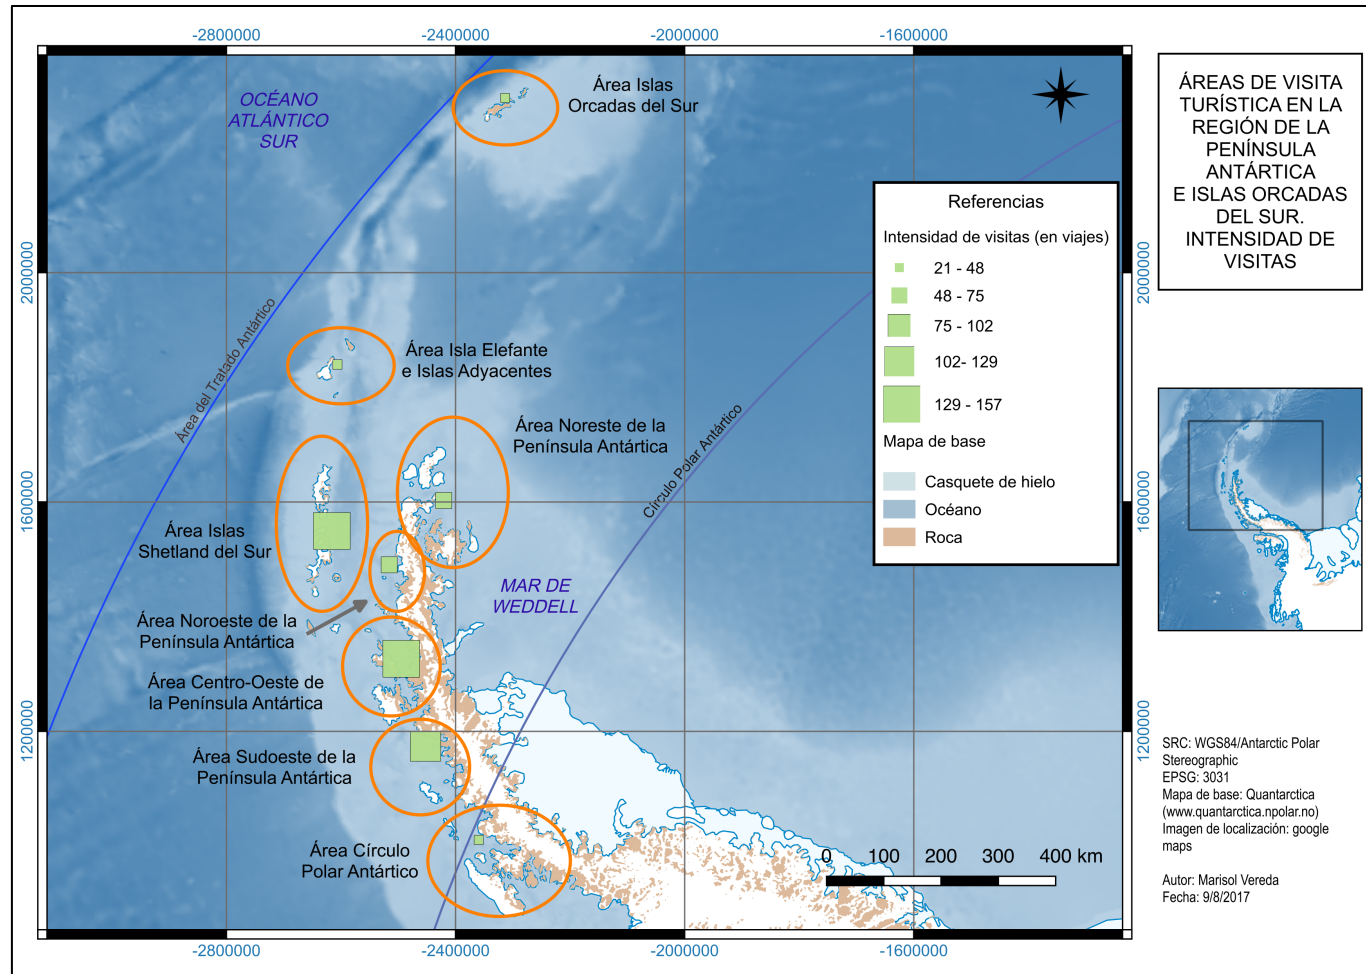 -2800000
-2400000
-2000000
-1600000
OCÉANO
ATLÁNTICO
SUR
Área Islas
Orcadas del Sur
ÁREAS DE VISITA
TURÍSTICA EN LA
REGIÓN DE LA
PENÍNSULA
ANTÁRTICA
E ISLAS ORCADAS
DEL SUR.
INTENSIDAD DE
VISITAS
Referencias
Intensidad de visitas (en viajes)
21 - 48
48 - 75
75 - 102
102- 129
129 - 157
Mapa de base
Casquete de hielo
Océano
Roca
2000000
2000000
Área del Tratado Antártico
Área Isla Elefante
e Islas Adyacentes
Área Noreste de la
Península Antártica
Círculo Polar Antártico
1600000
1600000
Área Islas
Shetland del Sur
MAR DE
WEDDELL
Área Noroeste de la
Península Antártica
Área Centro-Oeste de
la Península Antártica
1200000
1200000
Área Sudoeste de la
Península Antártica
Área Círculo
Polar Antártico
0 100 200 300 400 km
SRC: WGS84/Antarctic Polar
Stereographic
EPSG: 3031
Mapa de base: Quantarctica
(www.quantarctica.npolar.no)
Imagen de localización: google
maps
Autor: Marisol Vereda
Fecha: 9/8/2017
-2800000
-2400000
-2000000
-1600000